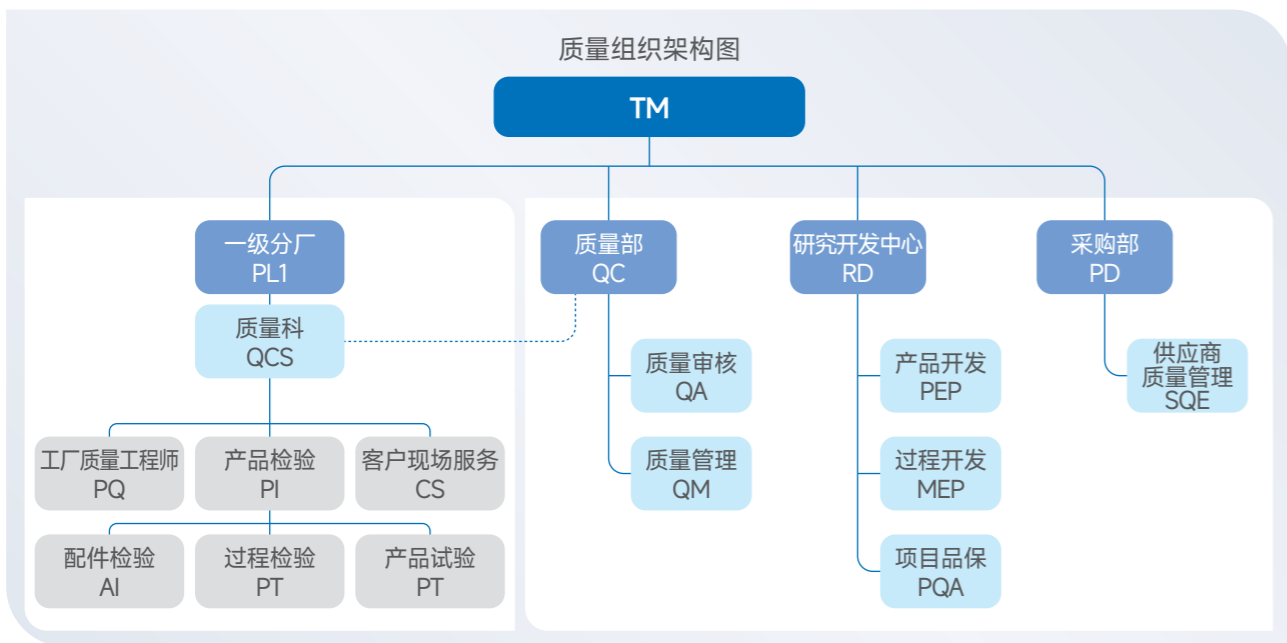 质量组织架构图
TM
一级分厂
PL1
质量部
QC
研究开发中心
RD
采购部
PD
质量科
QCS
质量审核
QA
产品开发
PEP
供应商
质量管理
SQE
工厂质量工程师
PQ
产品检验
PI
客户现场服务
CS
质量管理
QM
过程开发
MEP
配件检验
AI
过程检验
PT
产品试验
PT
项目品保
PQA